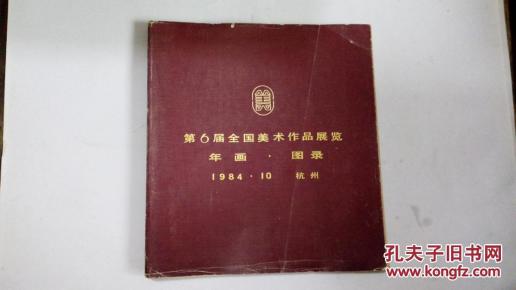 美
第6届全国美术作品展览
年画·图录
1984·10 杭州
孔夫子旧书网
KONGFZ.COM